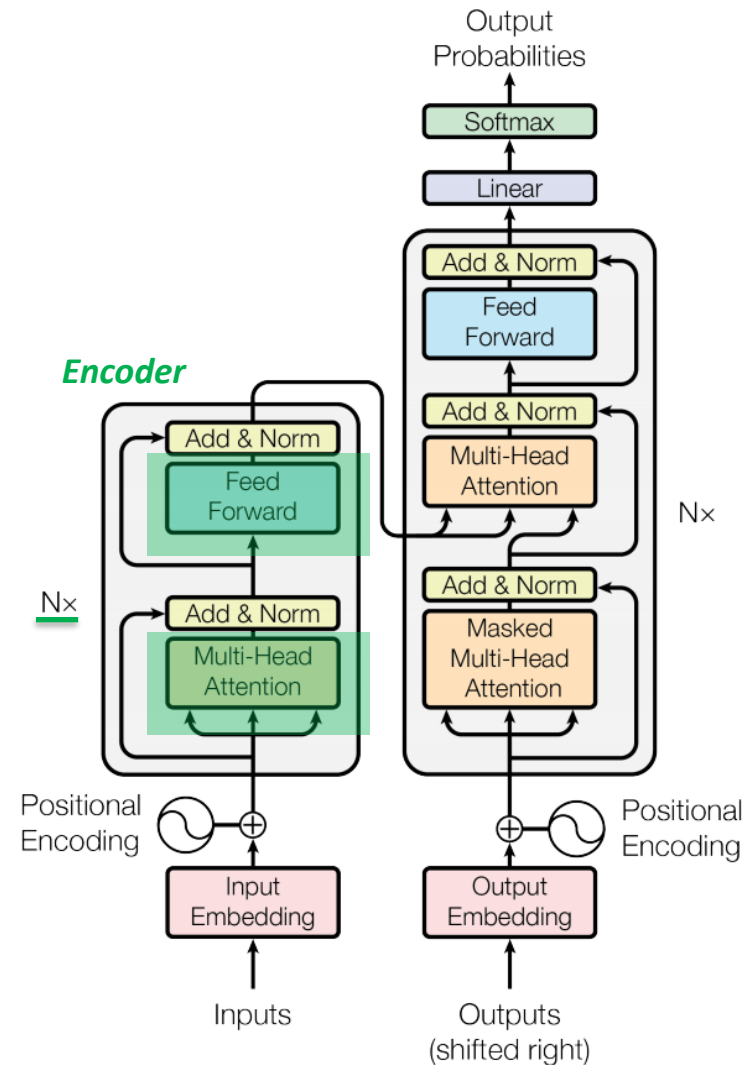 Output
Probabilities
Softmax
Linear
Add & Norm
Feed
Forward
Add & Norm
Multi-Head
Attention
Nx
Add & Norm
Masked
Multi-Head
Attention
Encoder
Add & Norm
Feed
Forward
Nx
Add & Norm
Multi-Head
Attention
Positional
Encoding
Positional
Encoding
Input
Embedding
Output
Embedding
Inputs
Outputs
(shifted right)